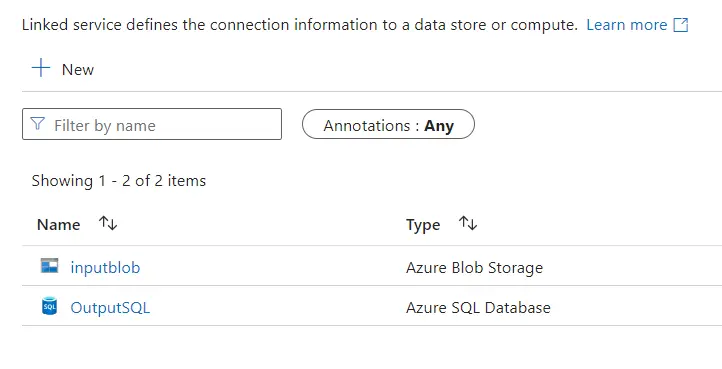 Linked service defines the connection information to a data store or compute. Learn more
New
Filter by name
Annotations : Any
Showing 1 - 2 of 2 items
Name Type
inputblob Azure Blob Storage
SQL OutputSQL Azure SQL Database